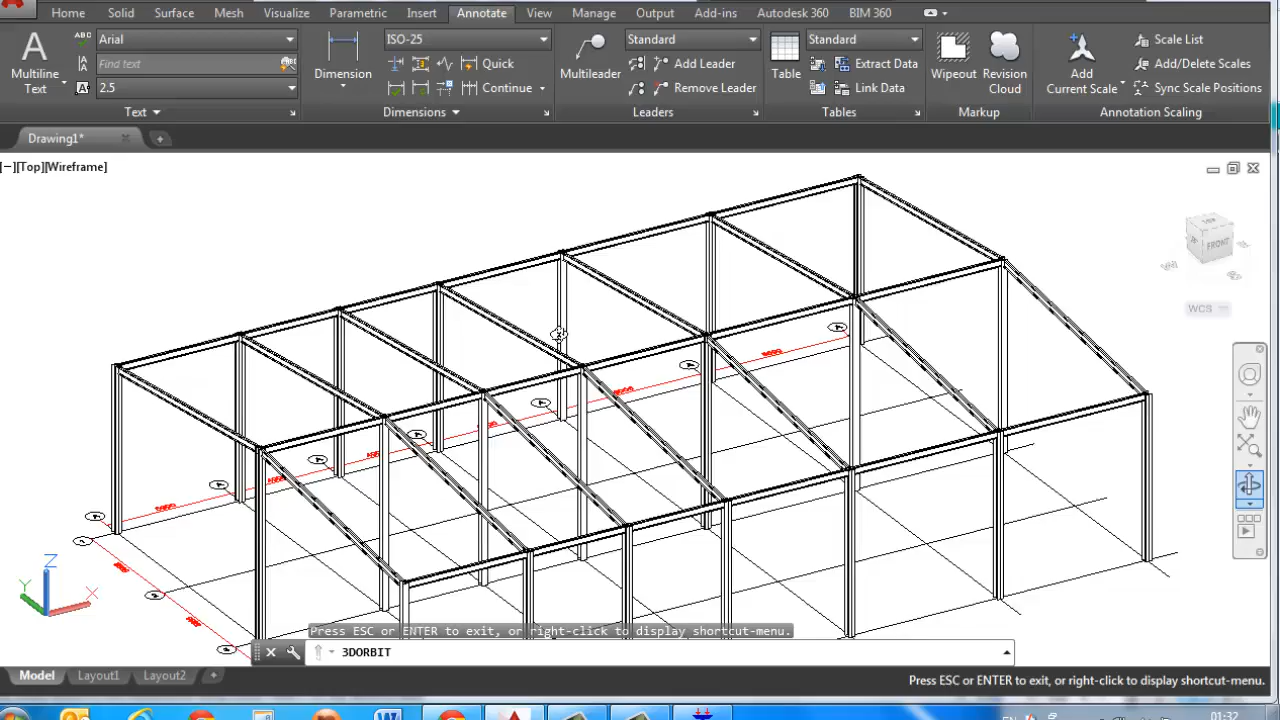 Home Solid Surface Mesh Visualize Parametric Insert Annotate View Manage Output Add-ins Autodesk 360 BIM 360
A Multiline Text
ABC Arial
Find text
A 2.5
Text
Dimension
ISO-25
Quick
Continue
Dimensions
Multileader
Standard
Add Leader
Remove Leader
Leaders
Table
Standard
Extract Data
Link Data
Tables
Wipeout
Revision Cloud
Markup
Add Current Scale
Scale List
Add/Delete Scales
Sync Scale Positions
Annotation Scaling
Drawing1*
[−][Top][Wireframe]
FRONT
WCS
Z
Y X
Press ESC or ENTER to exit, or right-click to display shortcut-menu.
3DORBIT
Model Layout1 Layout2
Press ESC or ENTER to exit, or right-click to display shortcut-menu.
EN 01:32